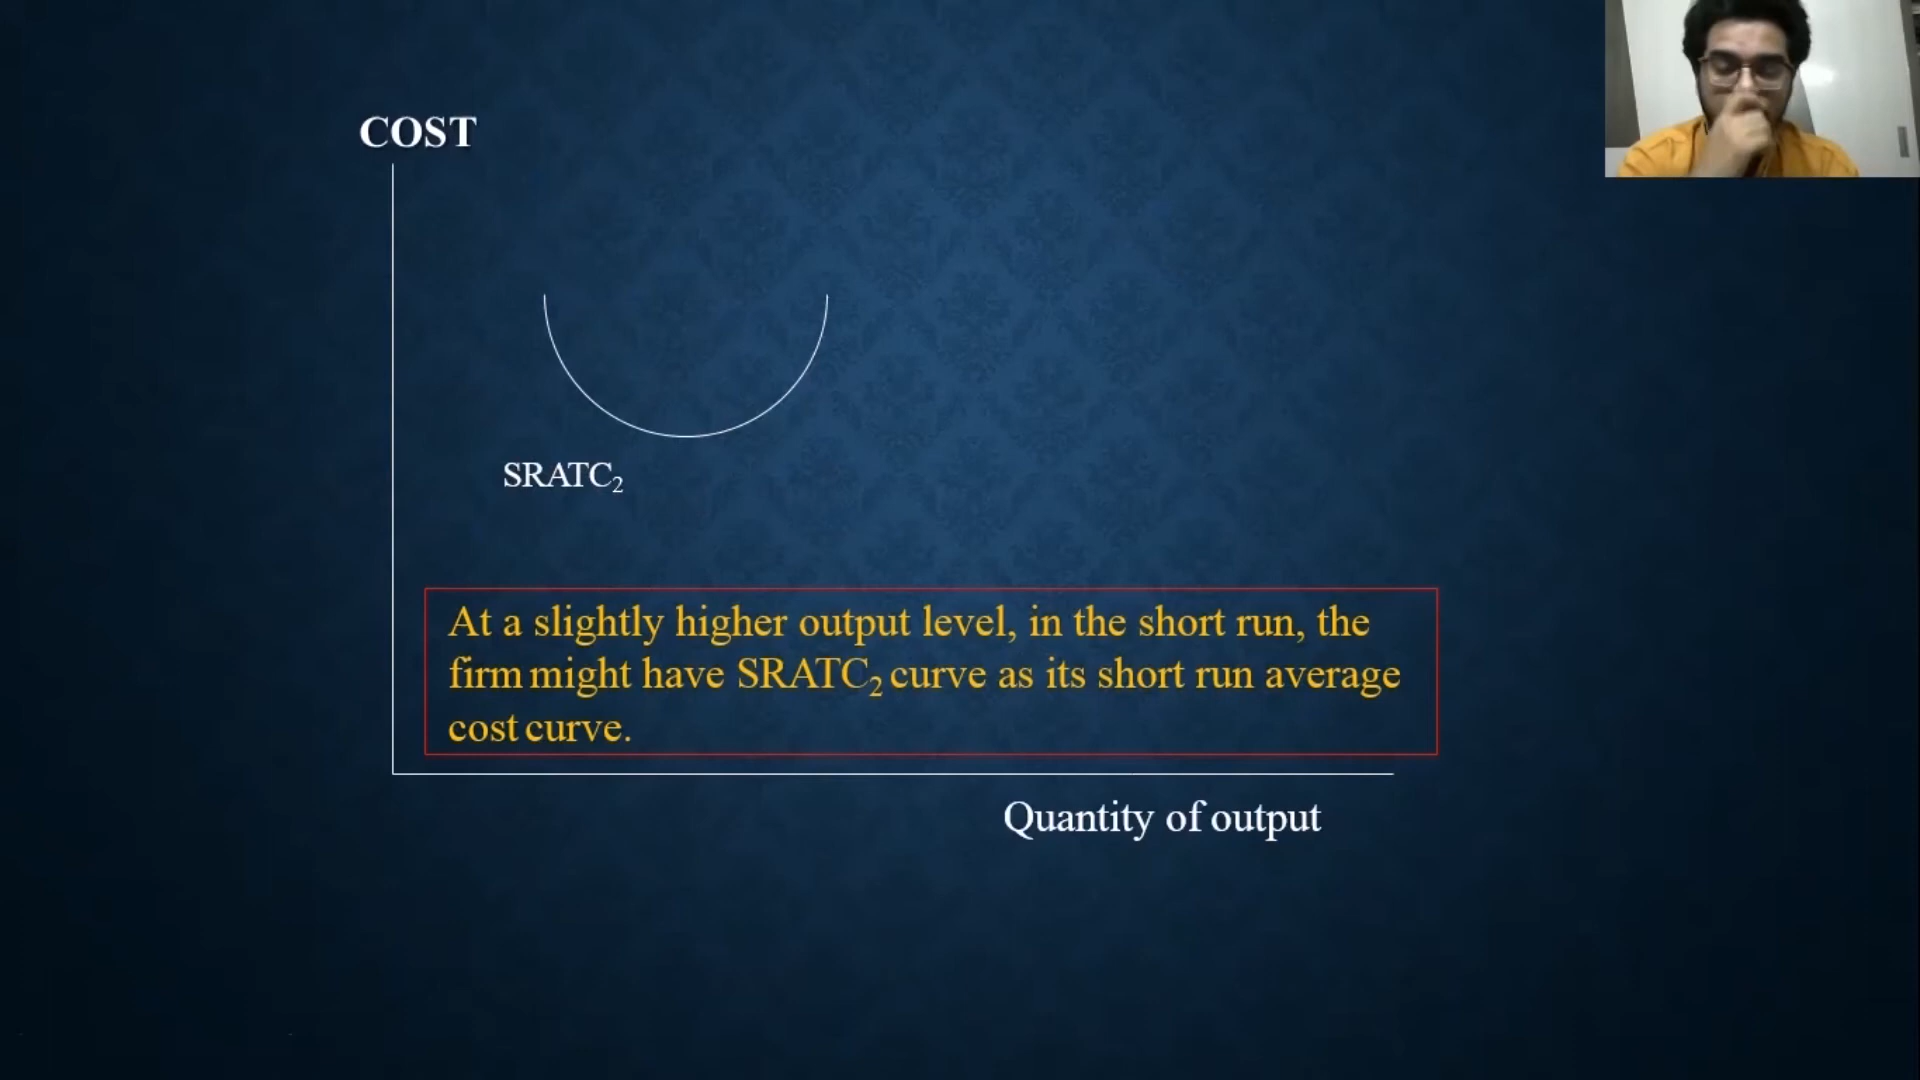 COST
SRATC₂
At a slightly higher output level, in the short run, the
firm might have SRATC₂ curve as its short run average
cost curve.
Quantity of output